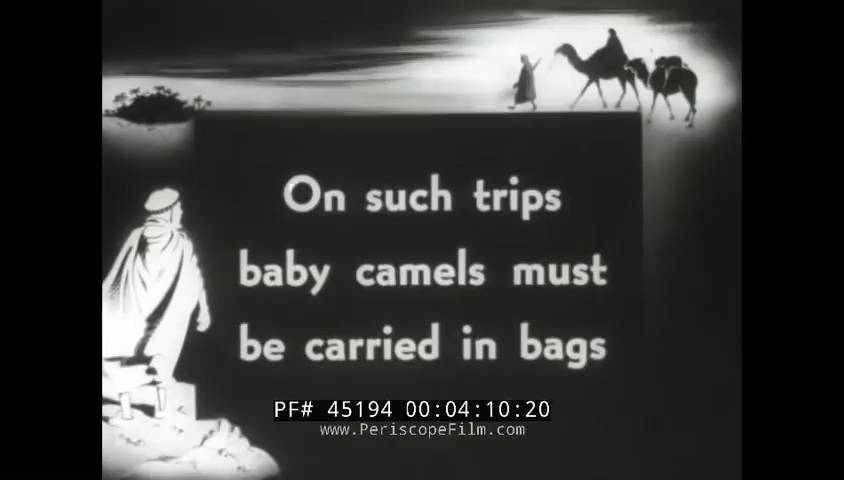 On such trips
baby camels must
be carried in bags
PF# 45194 00:04:10:20
www.PeriscopeFilm.com